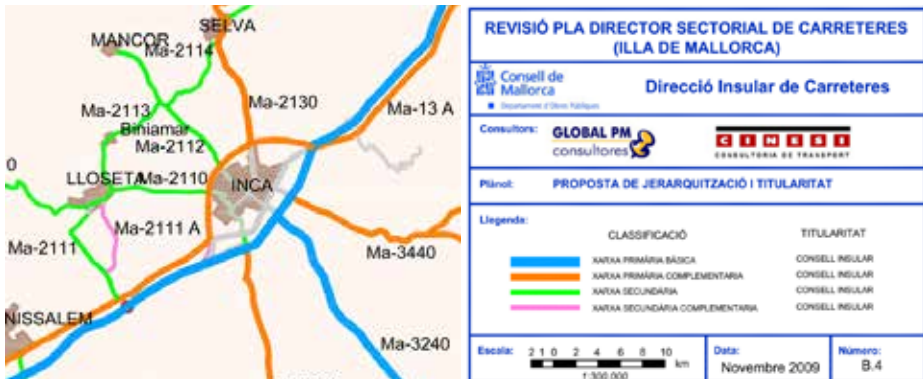 SELVA
MANCOR
Ma-2114
Ma-2130
Ma-13 A
Ma-2113
Biniamar
Ma-2112
0
LLOSETA
Ma-2110
INCA
Ma-2111 A
Ma-2111
Ma-3440
NISSALEM
Ma-3240
REVISIÓ PLA DIRECTOR SECTORIAL DE CARRETERES
(ILLA DE MALLORCA)
Consell de
Mallorca
Departament d'Obres Públiques
Direcció Insular de Carreteres
Consultors:
GLOBAL PM
consultores
CINESI
CONSULTORIA DE TRANSPORT
Plànol: PROPOSTA DE JERARQUITZACIÓ I TITULARITAT
Llegenda:
CLASSIFICACIÓ TITULARITAT
XARXA PRIMÀRIA BÀSICA CONSELL INSULAR
XARXA PRIMÀRIA COMPLEMENTARIA CONSELL INSULAR
XARXA SECUNDÀRIA CONSELL INSULAR
XARXA SECUNDÀRIA COMPLEMENTARIA CONSELL INSULAR
Escala: 2 1 0 2 4 6 8 10
km
1:300.000
Data:
Novembre 2009
Número:
B.4